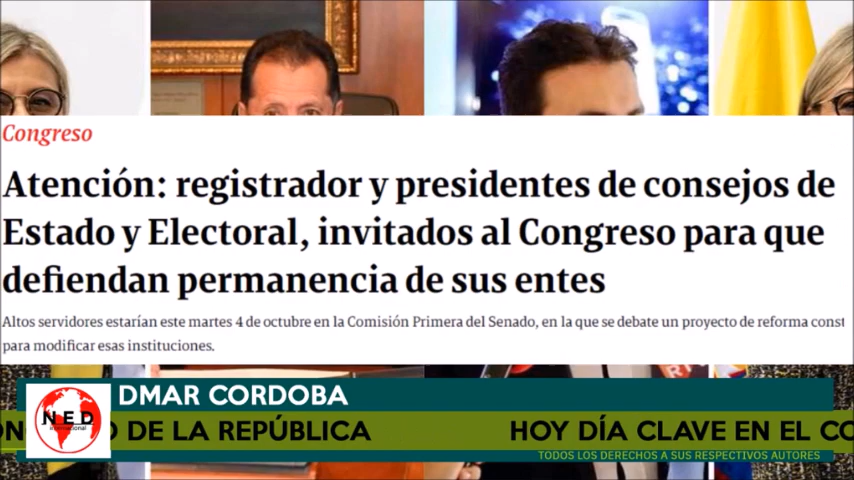 Congreso
Atención: registrador y presidentes de consejos de
Estado y Electoral, invitados al Congreso para que
defiendan permanencia de sus entes
Altos servidores estarían este martes 4 de octubre en la Comisión Primera del Senado, en la que se debate un proyecto de reforma const
para modificar esas instituciones.
DMAR CORDOBA
N E D
internacional
DE LA REPÚBLICA HOY DÍA CLAVE EN EL CO
TODOS LOS DERECHOS A SUS RESPECTIVOS AUTORES